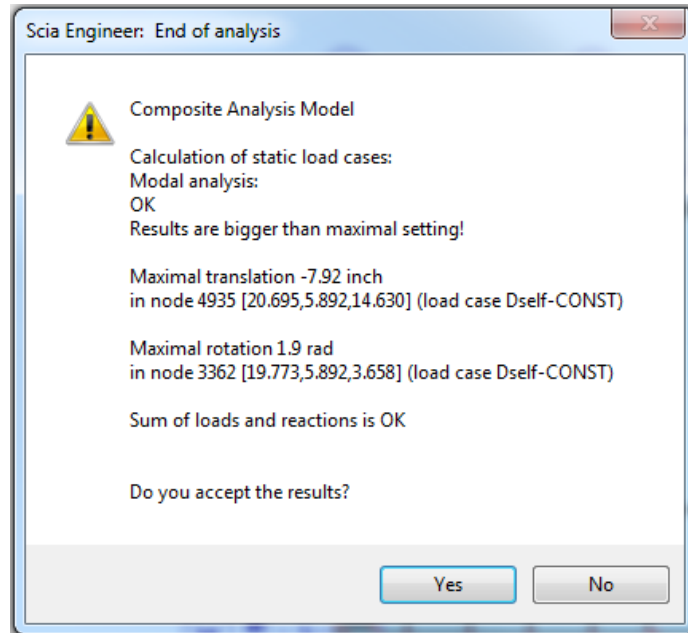 Scia Engineer: End of analysis
Composite Analysis Model
Calculation of static load cases:
Modal analysis:
OK
Results are bigger than maximal setting!
Maximal translation -7.92 inch
in node 4935 [20.695,5.892,14.630] (load case Dself-CONST)
Maximal rotation 1.9 rad
in node 3362 [19.773,5.892,3.658] (load case Dself-CONST)
Sum of loads and reactions is OK
Do you accept the results?
Yes
No